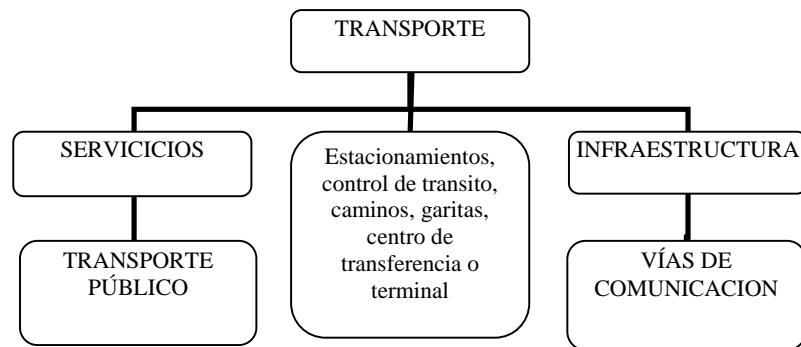 TRANSPORTE
SERVICICIOS
Estacionamientos,
control de transito,
caminos, garitas,
centro de
transferencia o
terminal
INFRAESTRUCTURA
TRANSPORTE
PÚBLICO
VÍAS DE
COMUNICACION